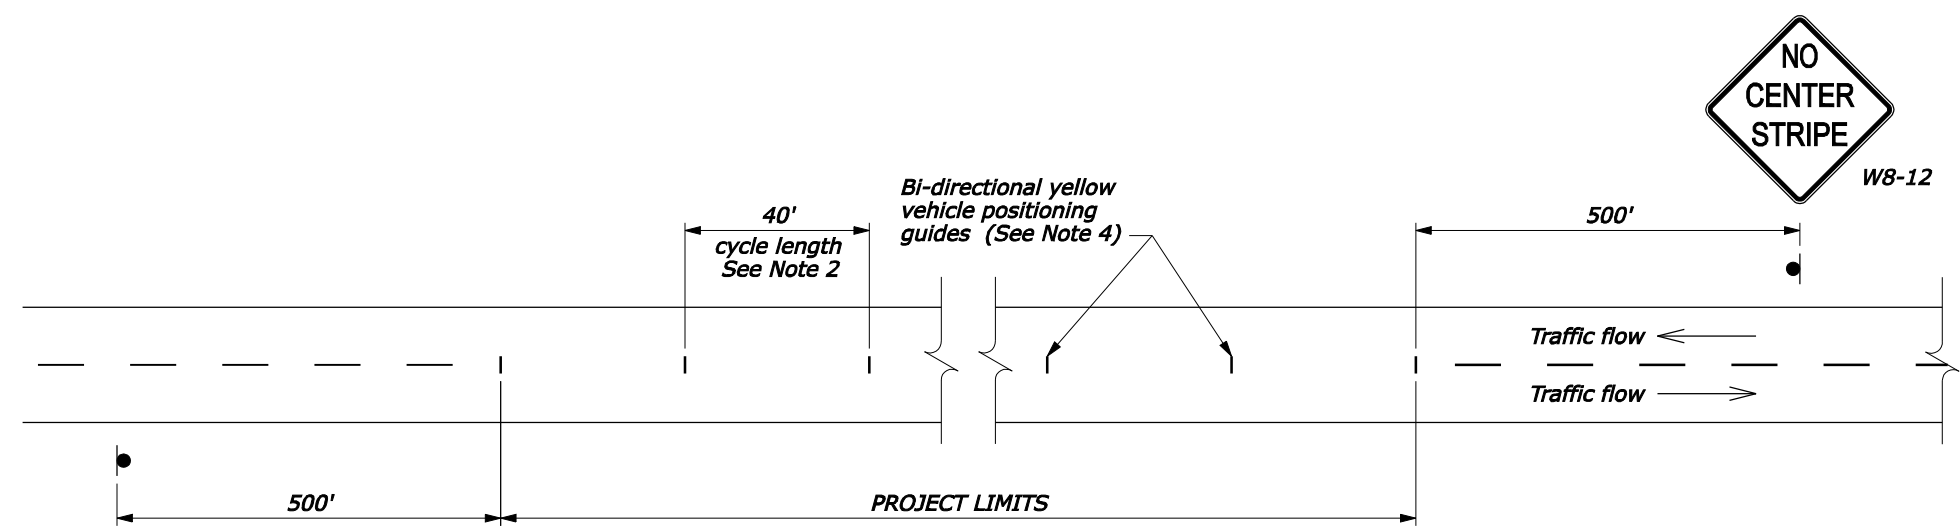 NO
CENTER
STRIPE
W8-12
Bi-directional yellow
vehicle positioning
guides (See Note 4)
40'
cycle length
See Note 2
500'
Traffic flow
Traffic flow
500'
PROJECT LIMITS